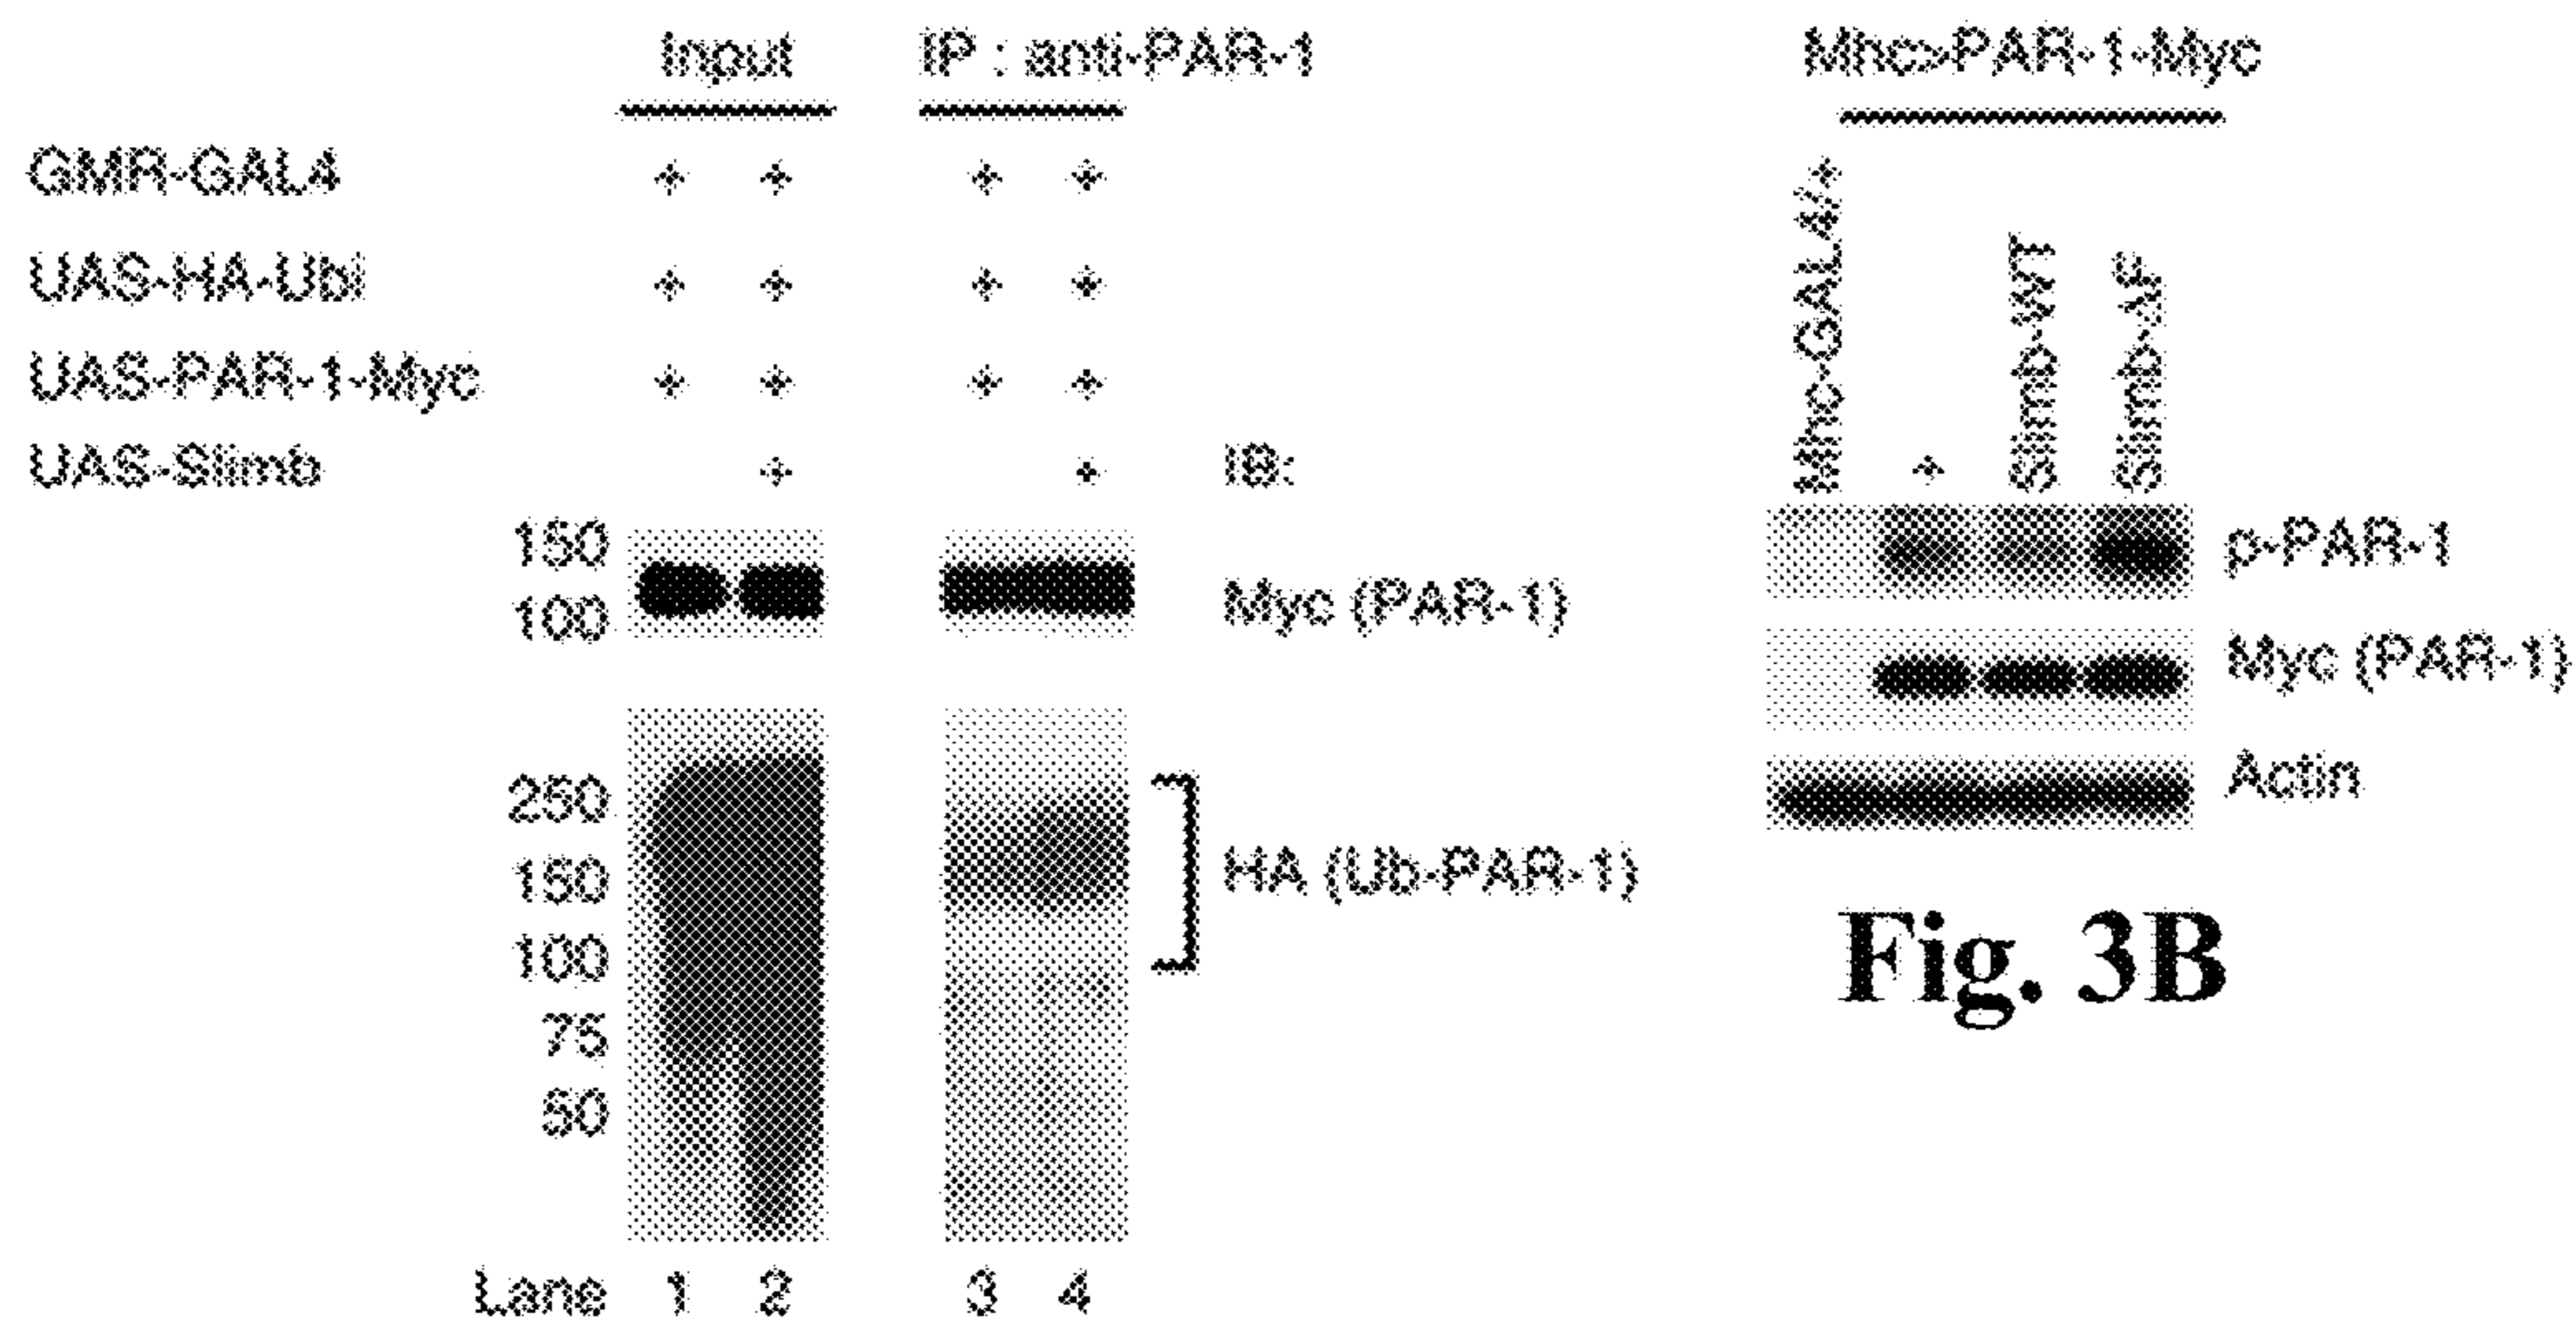 Input IP : anti-PAR-1
GMR-GAL4 + + + +
UAS-HA-Ubi + + + +
UAS-PAR-1-Myc + + + +
UAS-Slimb + +
IB:
150
100
Myc (PAR-1)
250
150
100
75
50
HA (Ub-PAR-1)
Lane 1 2 3 4
Mhc>PAR-1-Myc
Mhc-GAL4/+
+
Slimb-WT
Slimb-ΔF
p-PAR-1
Myc (PAR-1)
Actin
Fig. 3B